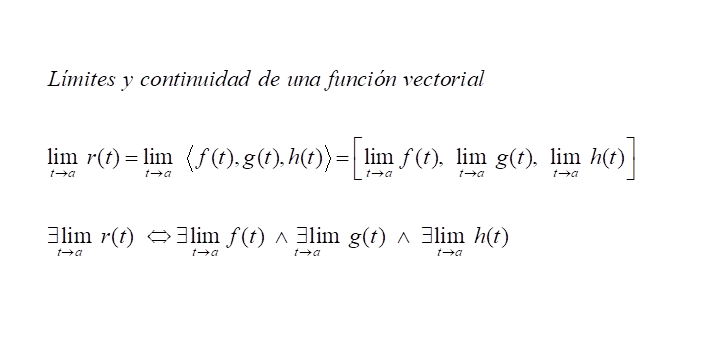 Límites y continuidad de una función vectorial
lim r(t) = lim ⟨f(t), g(t), h(t)⟩ = [lim f(t), lim g(t), lim h(t)]
t→a t→a t→a t→a t→a
∃lim r(t) ⇔ ∃lim f(t) ∧ ∃lim g(t) ∧ ∃lim h(t)
t→a t→a t→a t→a